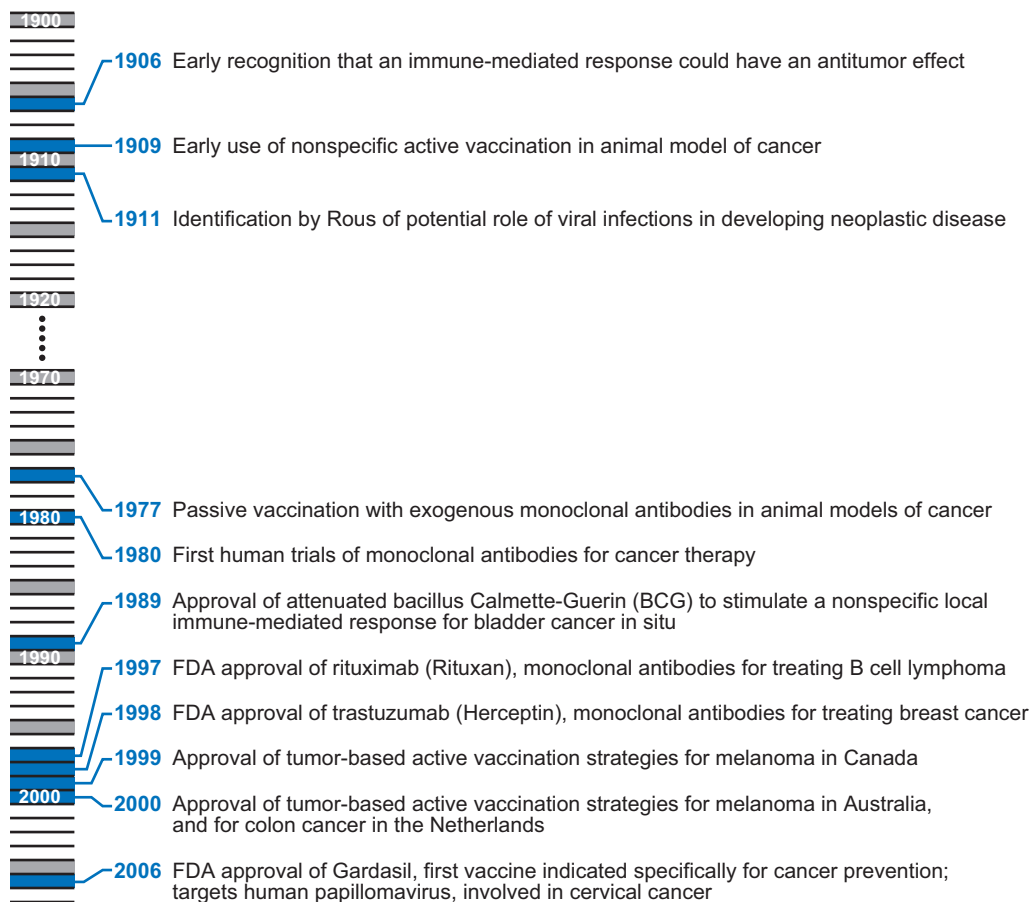 1900
1906 Early recognition that an immune-mediated response could have an antitumor effect
1909 Early use of nonspecific active vaccination in animal model of cancer
1910
1911 Identification by Rous of potential role of viral infections in developing neoplastic disease
1920
1970
1977 Passive vaccination with exogenous monoclonal antibodies in animal models of cancer
1980
1980 First human trials of monoclonal antibodies for cancer therapy
1989 Approval of attenuated bacillus Calmette-Guerin (BCG) to stimulate a nonspecific local
immune-mediated response for bladder cancer in situ
1990
1997 FDA approval of rituximab (Rituxan), monoclonal antibodies for treating B cell lymphoma
1998 FDA approval of trastuzumab (Herceptin), monoclonal antibodies for treating breast cancer
1999 Approval of tumor-based active vaccination strategies for melanoma in Canada
2000
2000 Approval of tumor-based active vaccination strategies for melanoma in Australia,
and for colon cancer in the Netherlands
2006 FDA approval of Gardasil, first vaccine indicated specifically for cancer prevention;
targets human papillomavirus, involved in cervical cancer